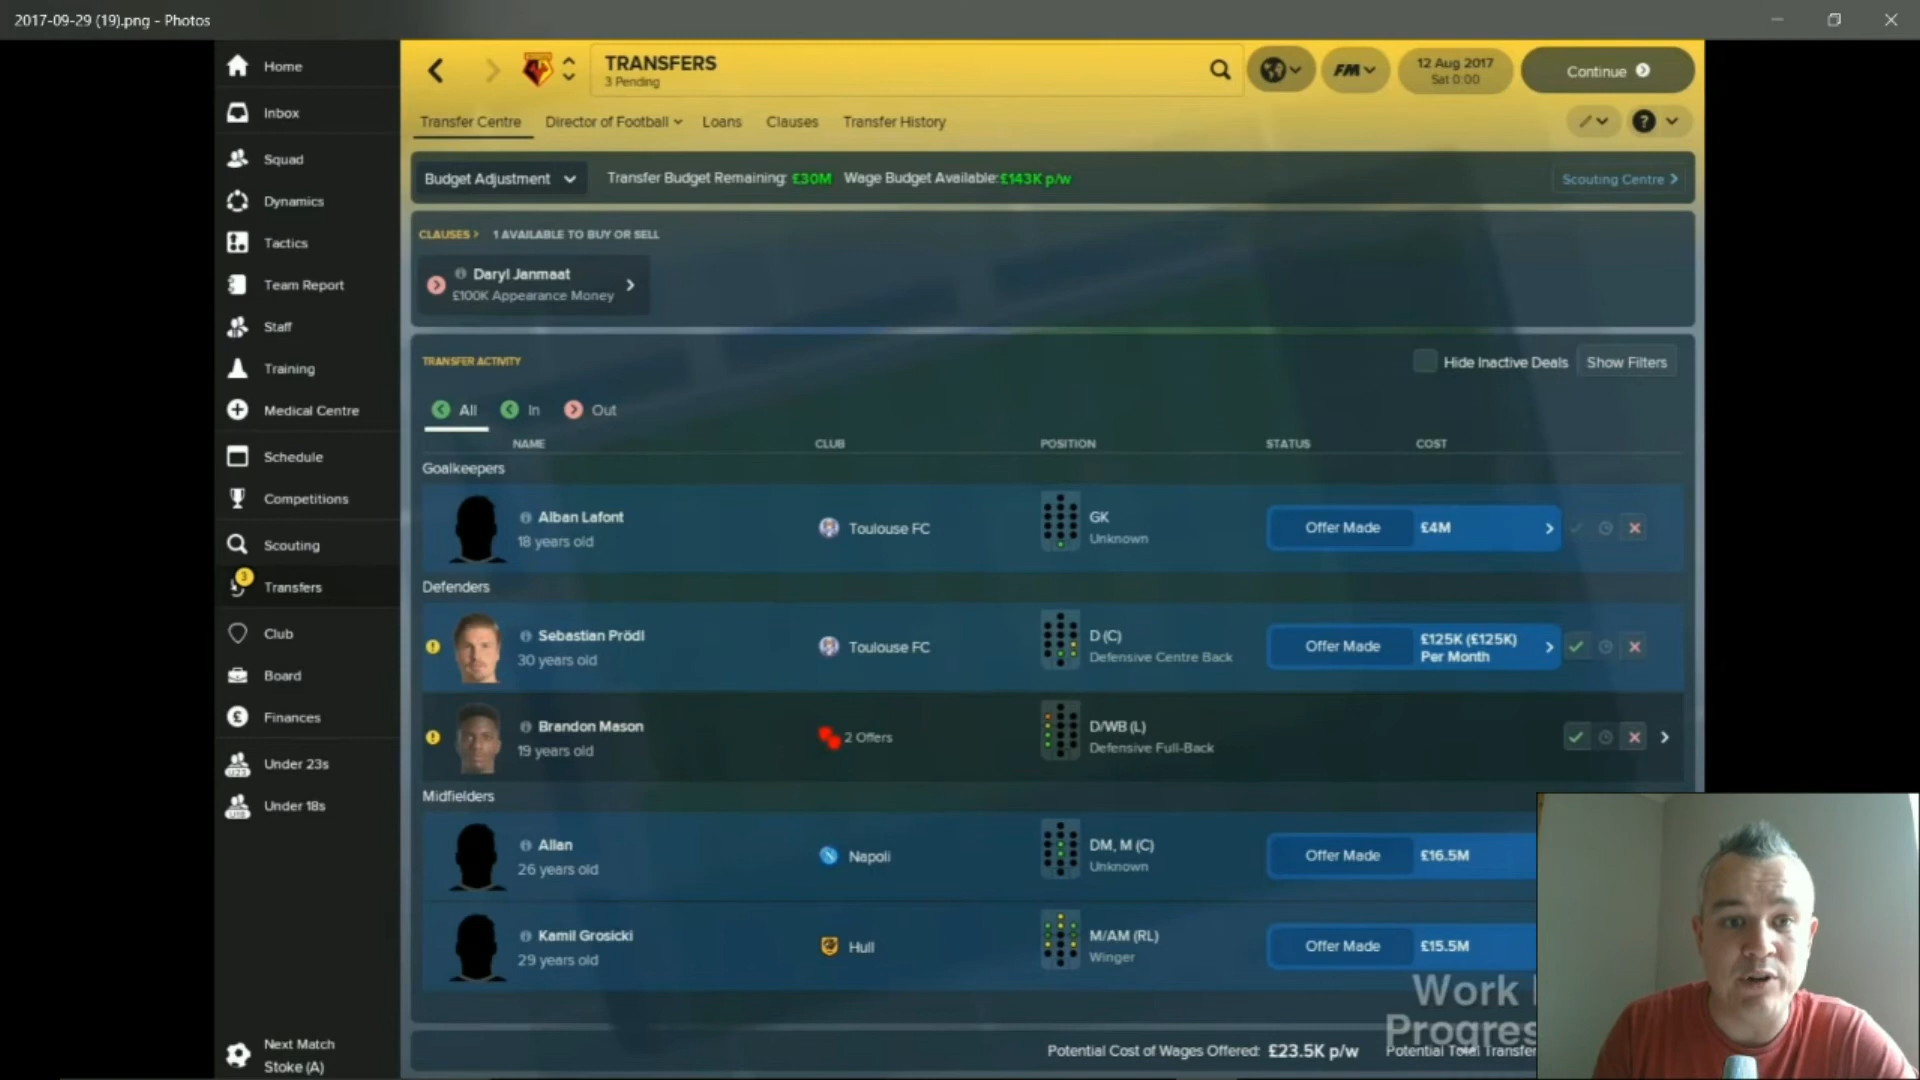 2017-09-29 (19).png - Photos
Home
Inbox
Squad
Dynamics
Tactics
Team Report
Staff
Training
Medical Centre
Schedule
Competitions
Scouting
3
Transfers
Club
Board
Finances
U23
Under 23s
U18
Under 18s
Next Match
Stoke (A)
TRANSFERS
3 Pending
FM
12 Aug 2017
Sat 0:00
Continue
Transfer Centre Director of Football Loans Clauses Transfer History
?
Budget Adjustment Transfer Budget Remaining: £30M Wage Budget Available: £143K p/w Scouting Centre >
CLAUSES > 1 AVAILABLE TO BUY OR SELL
Daryl Janmaat
£100K Appearance Money
TRANSFER ACTIVITY
Hide Inactive Deals Show Filters
All In Out
NAME CLUB POSITION STATUS COST
Goalkeepers
Alban Lafont
18 years old
Toulouse FC
GK
Unknown
Offer Made £4M
Defenders
Sebastian Prödl
30 years old
Toulouse FC
D (C)
Defensive Centre Back
Offer Made £125K (£125K)
Per Month
Brandon Mason
19 years old
2 Offers
D/WB (L)
Defensive Full-Back
Midfielders
Allan
26 years old
Napoli
DM, M (C)
Unknown
Offer Made £16.5M
Kamil Grosicki
29 years old
Hull
M/AM (RL)
Winger
Offer Made £15.5M
Work
Progres
Potential Cost of Wages Offered: £23.5K p/w Potential Total Transfer